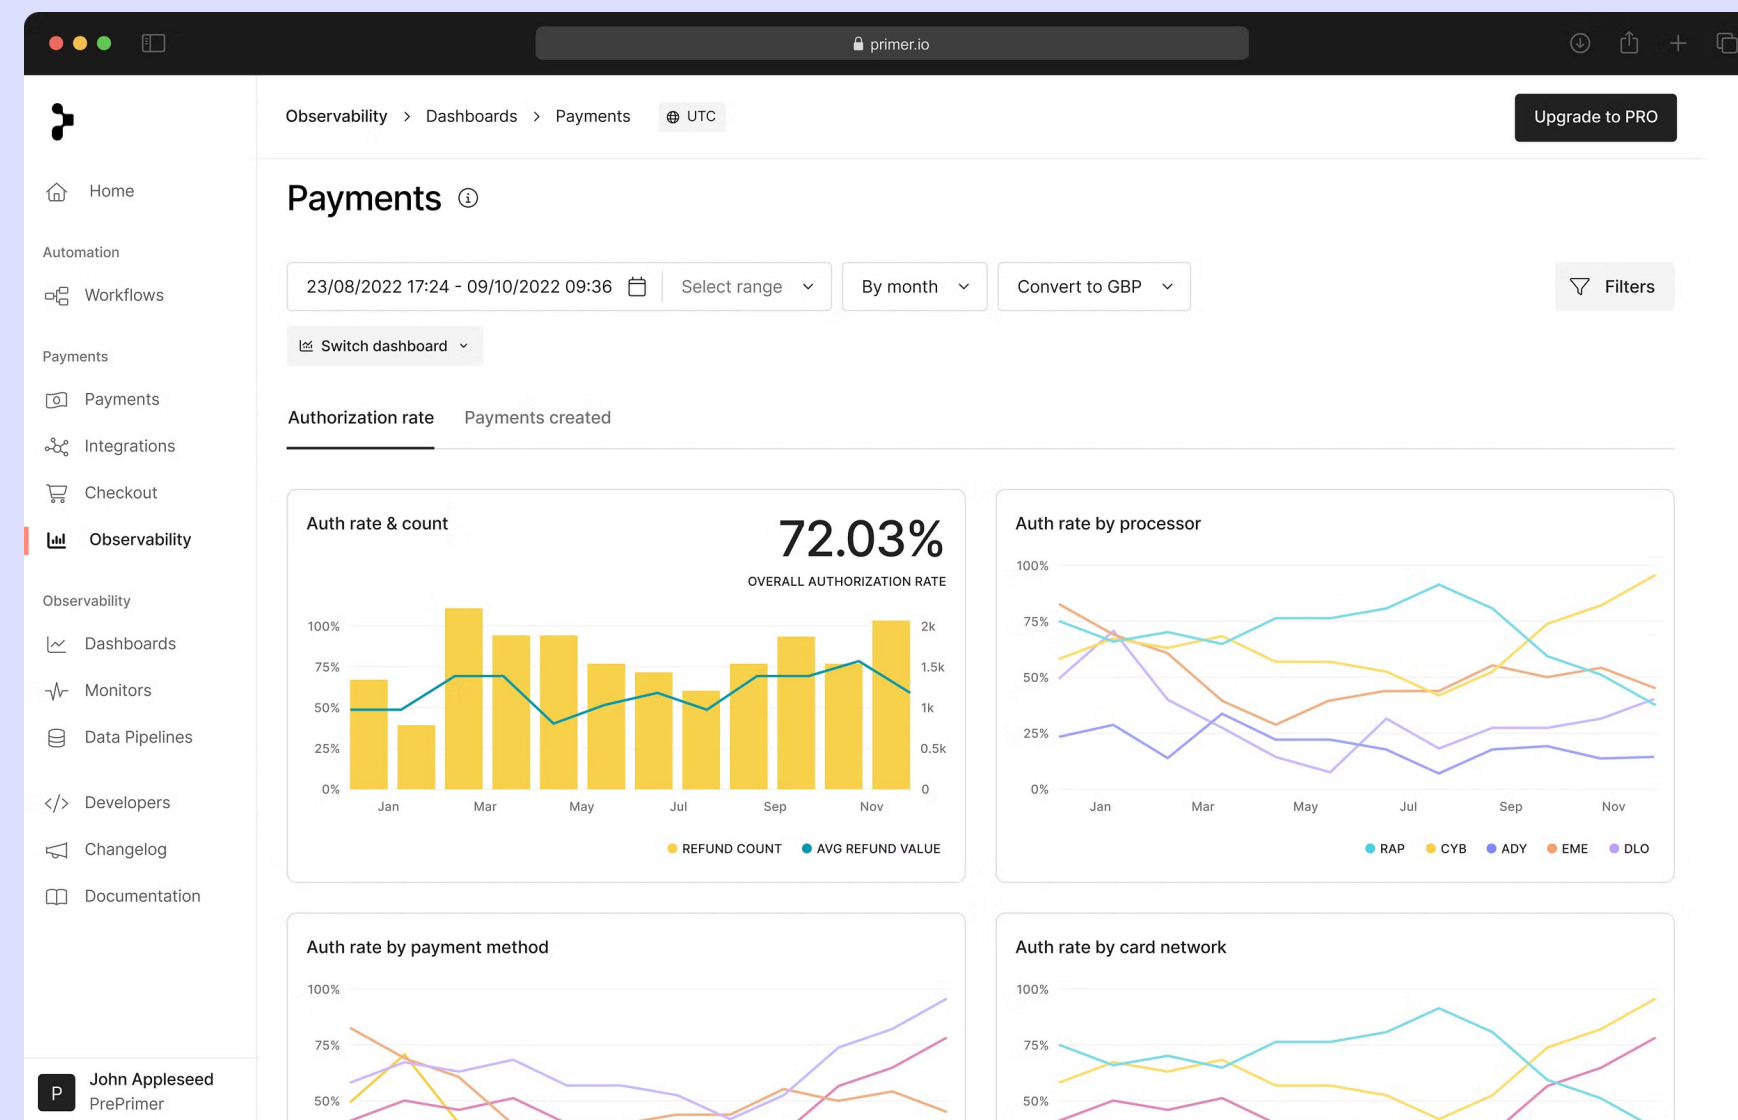 primer.io
Observability > Dashboards > Payments UTC
Upgrade to PRO
Home
Automation
Workflows
Payments
Payments
Integrations
Checkout
Observability
Observability
Dashboards
Monitors
Data Pipelines
Developers
Changelog
Documentation
P
John Appleseed
PrePrimer
Payments
23/08/2022 17:24 - 09/10/2022 09:36 Select range By month Convert to GBP Filters
Switch dashboard
Authorization rate Payments created
Auth rate & count
72.03%
OVERALL AUTHORIZATION RATE
100% 2k
75% 1.5k
50% 1k
25% 0.5k
0% 0
Jan Mar May Jul Sep Nov
REFUND COUNT AVG REFUND VALUE
Auth rate by processor
100%
75%
50%
25%
0%
Jan Mar May Jul Sep Nov
RAP CYB ADY EME DLO
Auth rate by payment method
100%
75%
50%
Auth rate by card network
100%
75%
50%